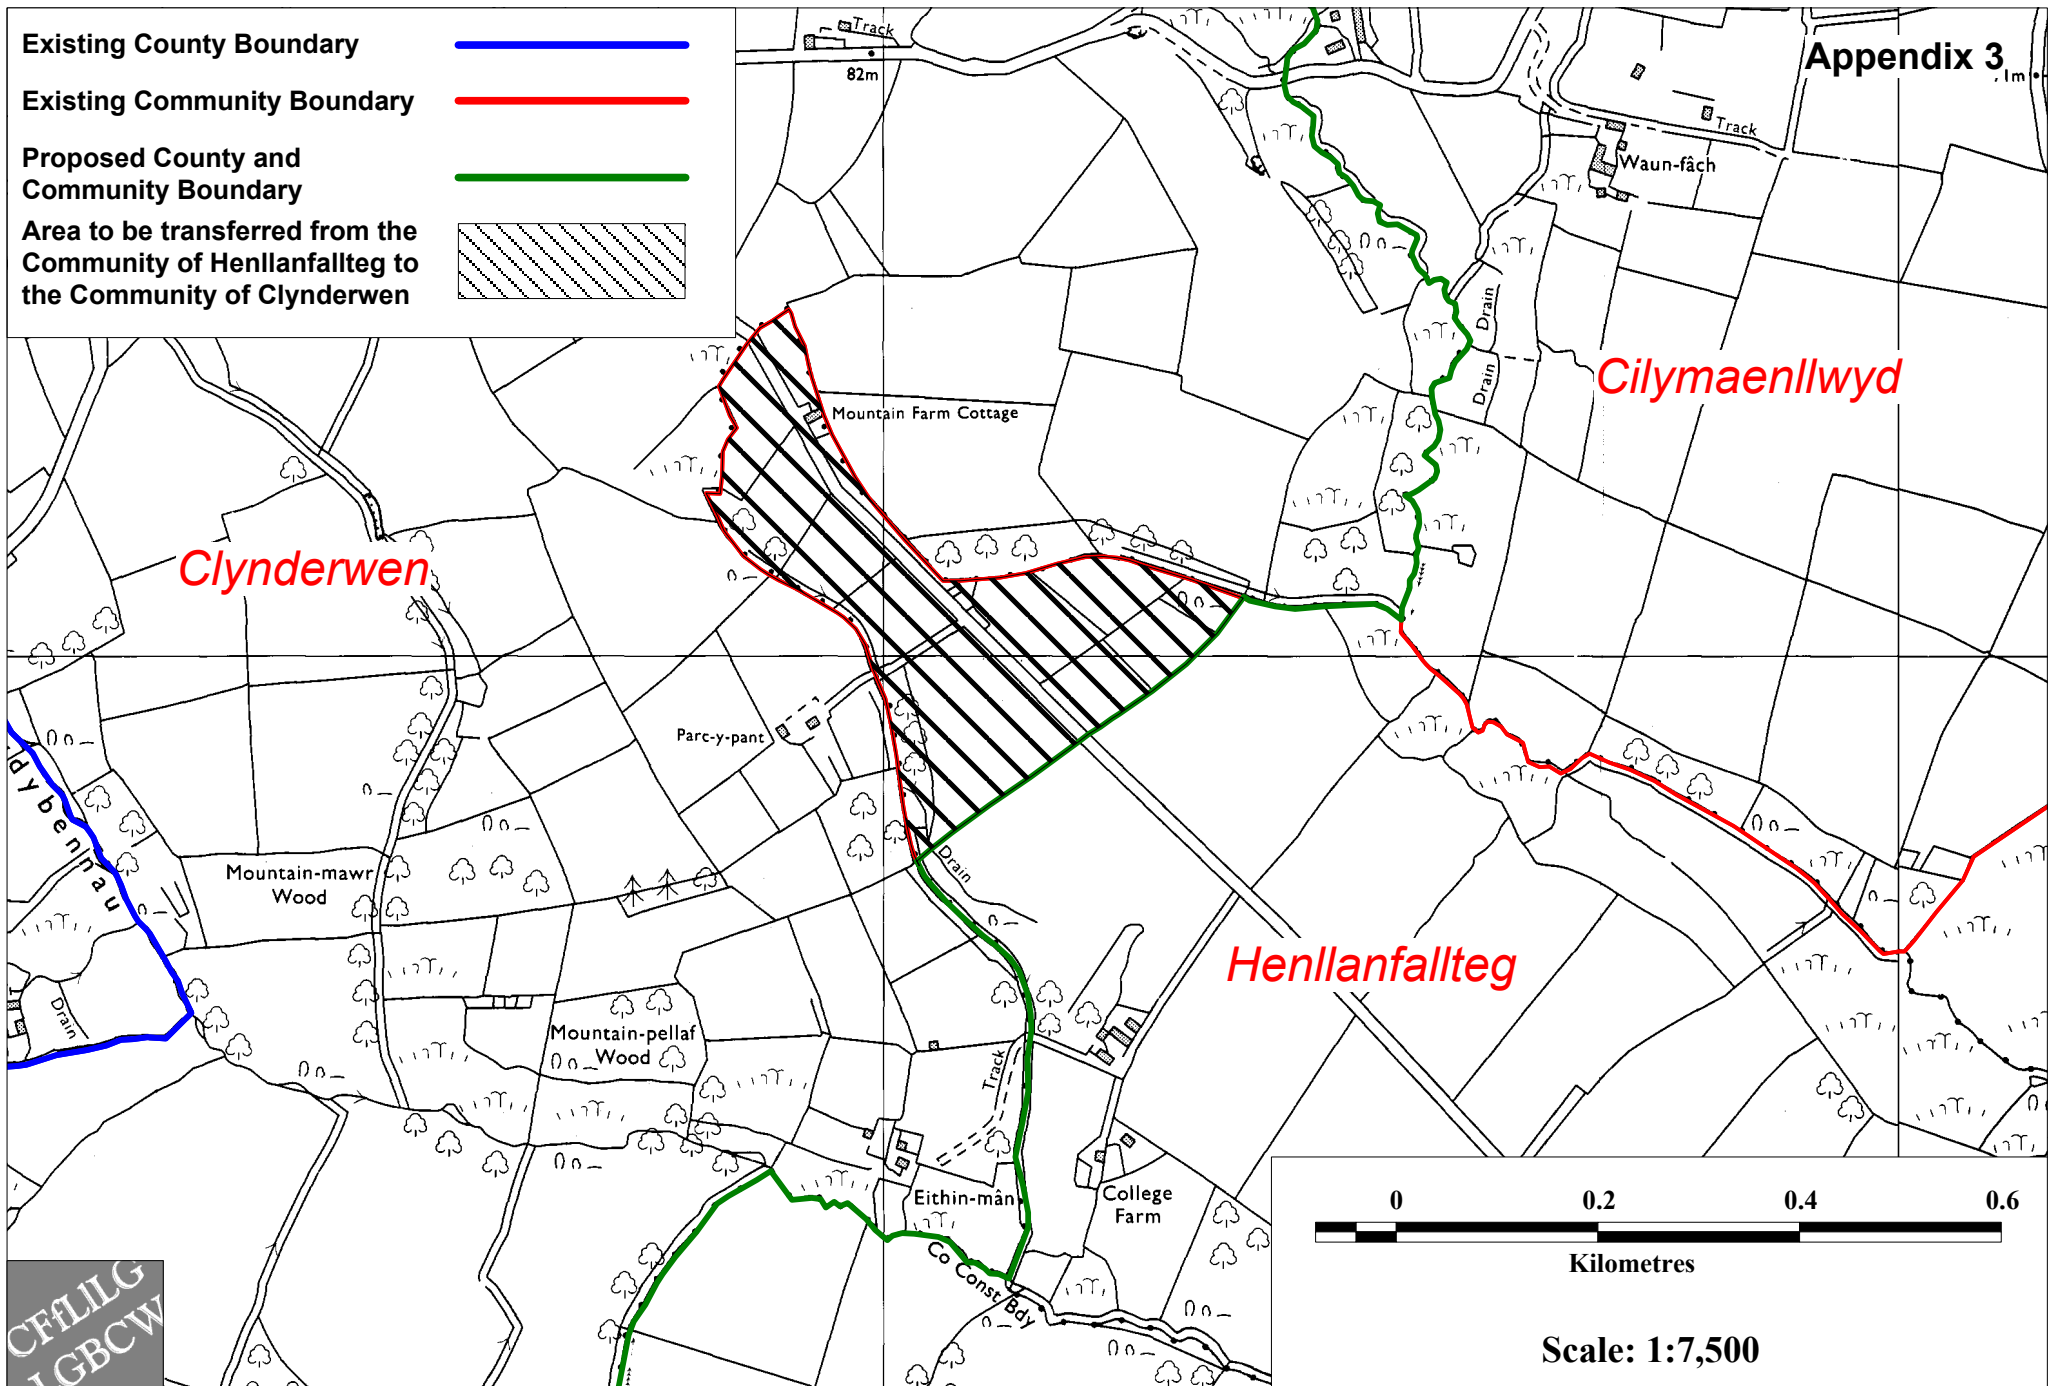 Existing County Boundary
Existing Community Boundary
Proposed County and
Community Boundary
Area to be transferred from the
Community of Henllanfallteg to
the Community of Clynderwen
Appendix 3
Track
82m
1m
Track
Waun-fâch
Drain
Drain
Cilymaenllwyd
Mountain Farm Cottage
Clynderwen
Parc-y-pant
dybennau
Mountain-mawr
Wood
Drain
Drain
Henllanfallteg
Mountain-pellaf
Wood
Track
Eithin-mân
College
Farm
Co Const Bdy
0 0.2 0.4 0.6
Kilometres
Scale: 1:7,500
CFfLlLG
LGBCW